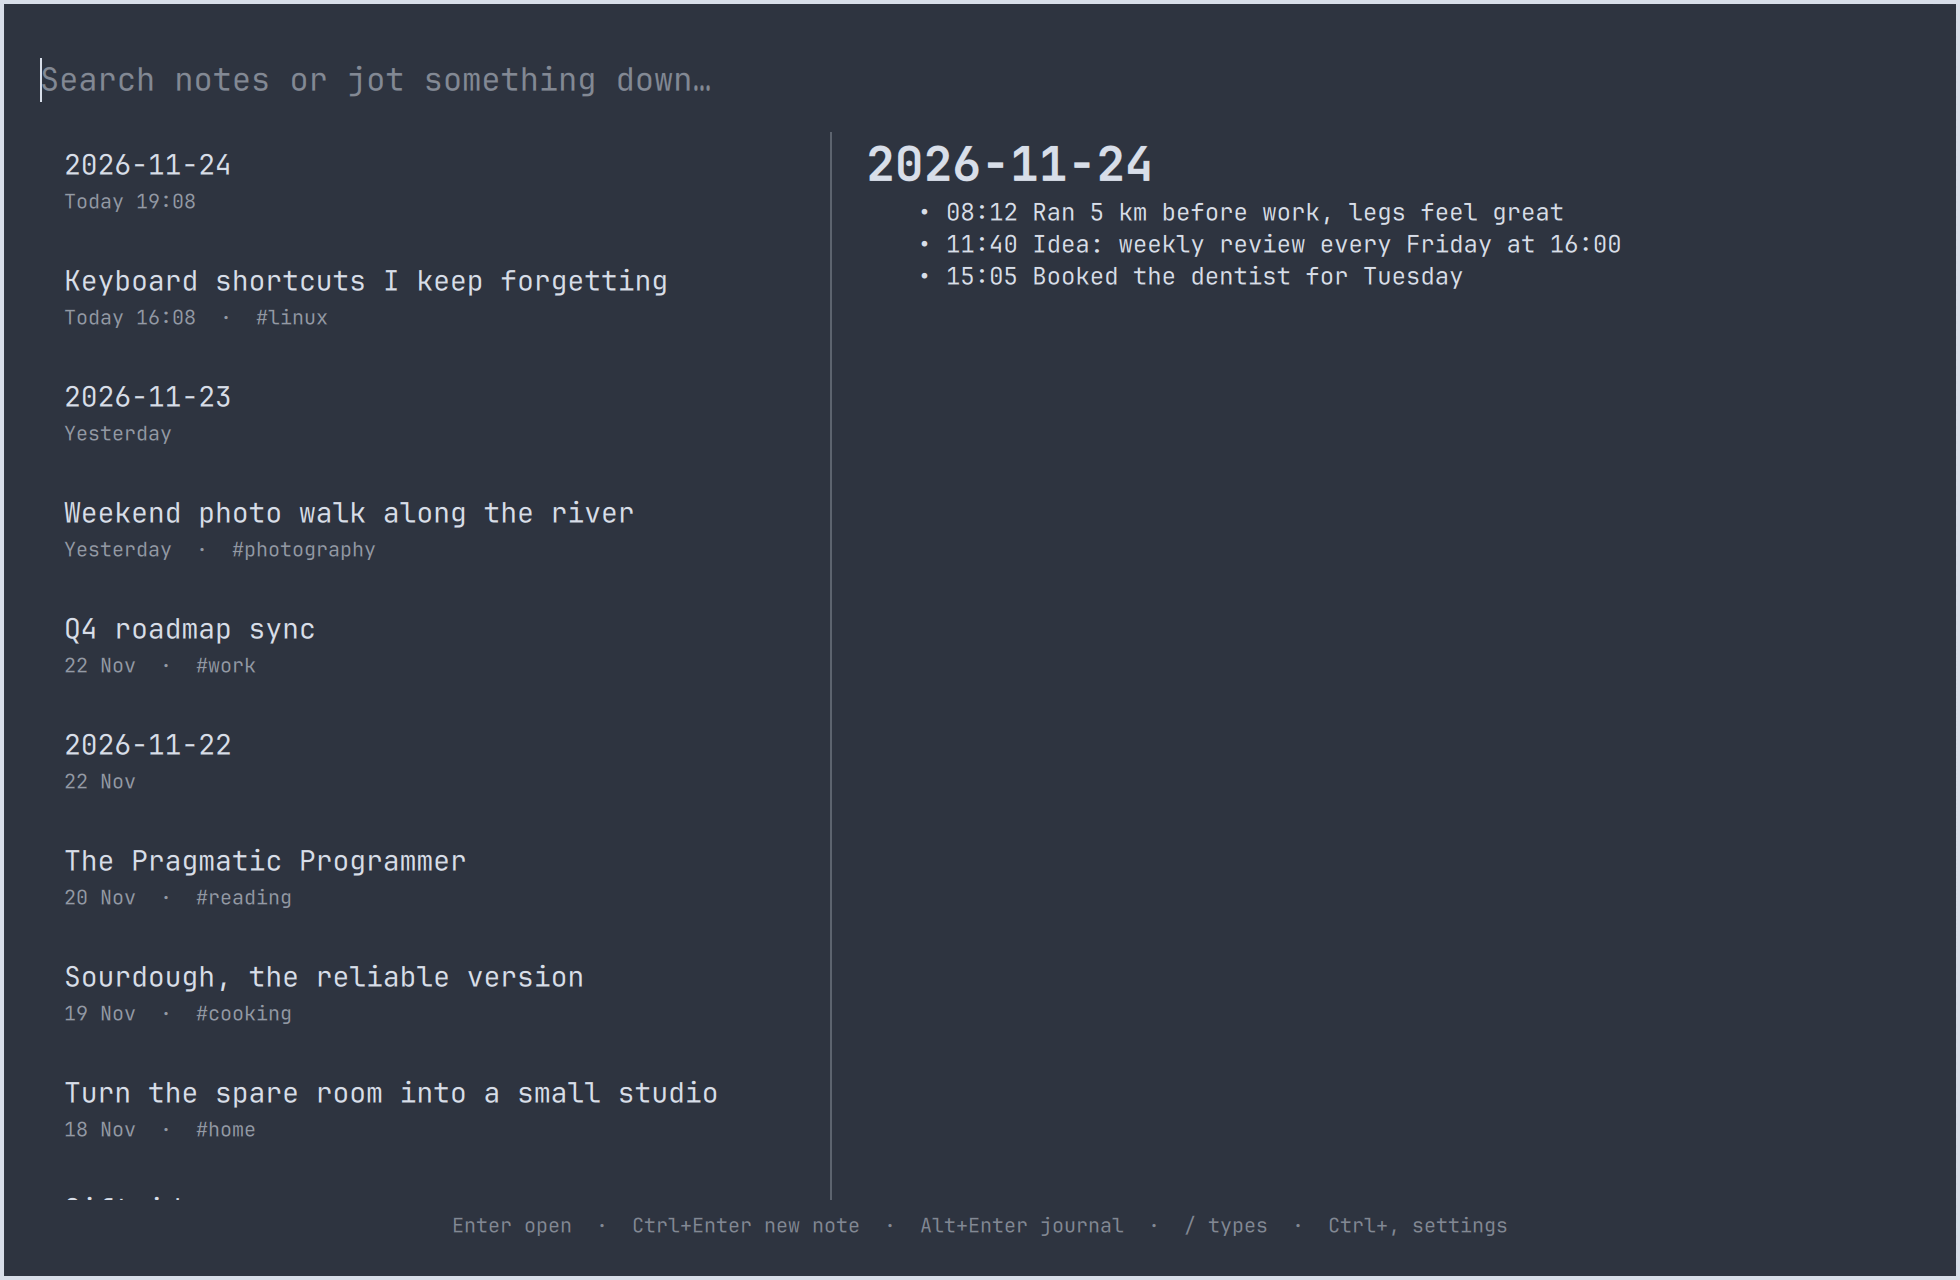 Search notes or jot something down…
2026-11-24
Today 19:08
Keyboard shortcuts I keep forgetting
Today 16:08 · #linux
2026-11-23
Yesterday
Weekend photo walk along the river
Yesterday · #photography
Q4 roadmap sync
22 Nov · #work
2026-11-22
22 Nov
The Pragmatic Programmer
20 Nov · #reading
Sourdough, the reliable version
19 Nov · #cooking
Turn the spare room into a small studio
18 Nov · #home
2026-11-24
• 08:12 Ran 5 km before work, legs feel great
• 11:40 Idea: weekly review every Friday at 16:00
• 15:05 Booked the dentist for Tuesday
Enter open · Ctrl+Enter new note · Alt+Enter journal · / types · Ctrl+, settings